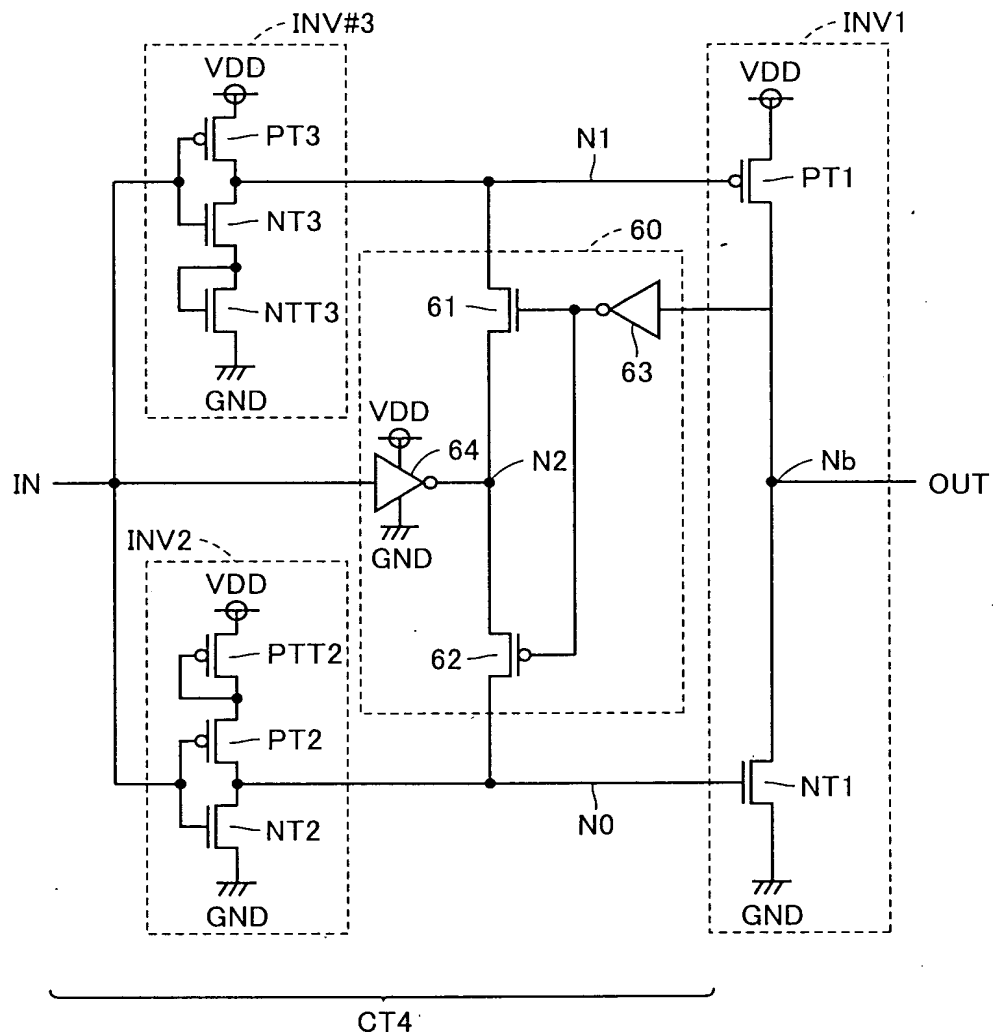 INV#3
INV1
VDD
VDD
PT3
N1
PT1
NT3
60
NTT3
61
63
GND
VDD
64
N2
Nb
IN
OUT
GND
INV2
VDD
PTT2
62
PT2
NT1
N0
NT2
GND
GND
CT4